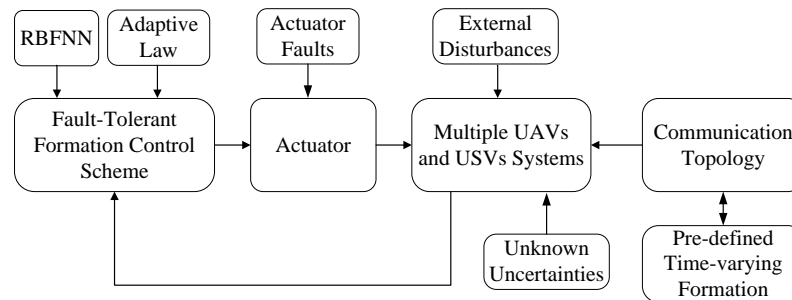 RBFNN
Adaptive
Law
Actuator
Faults
External
Disturbances
Fault-Tolerant
Formation Control
Scheme
Actuator
Multiple UAVs
and USVs Systems
Communication
Topology
Unknown
Uncertainties
Pre-defined
Time-varying
Formation